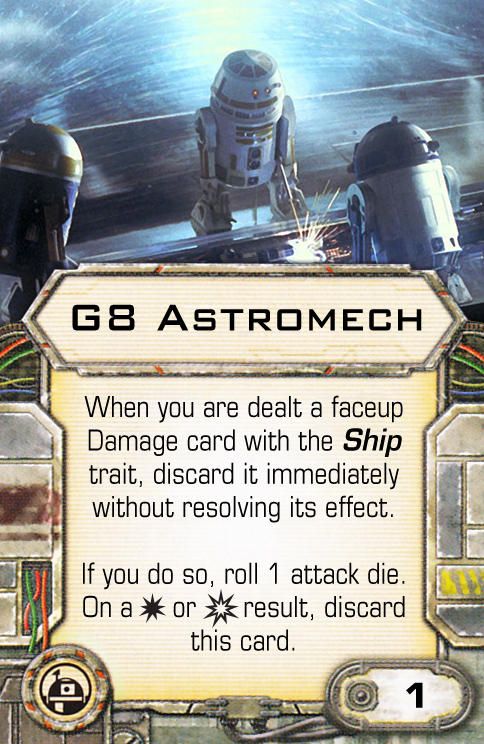 G8 ASTROMECH
When you are dealt a faceup
Damage card with the Ship
trait, discard it immediately
without resolving its effect.
If you do so, roll 1 attack die.
On a or result, discard
this card.
1